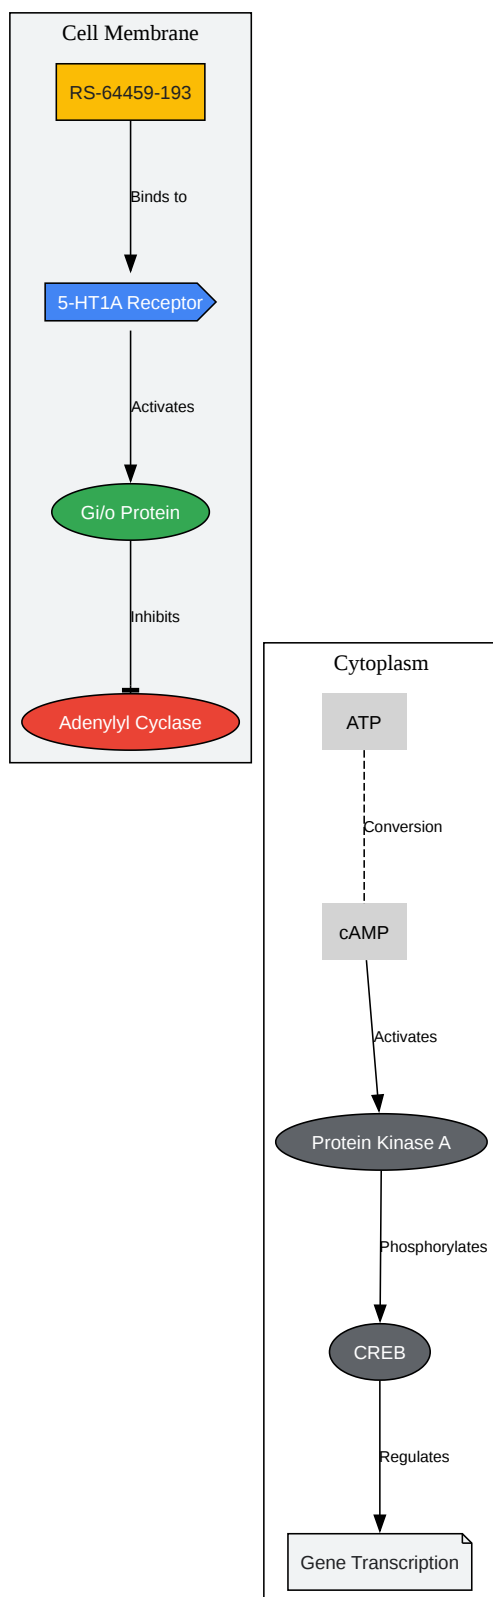 Cell Membrane
RS-64459-193
Binds to
5-HT1A Receptor
Activates
Gi/o Protein
Inhibits
Adenylyl Cyclase
Cytoplasm
ATP
Conversion
cAMP
Activates
Protein Kinase A
Phosphorylates
CREB
Regulates
Gene Transcription